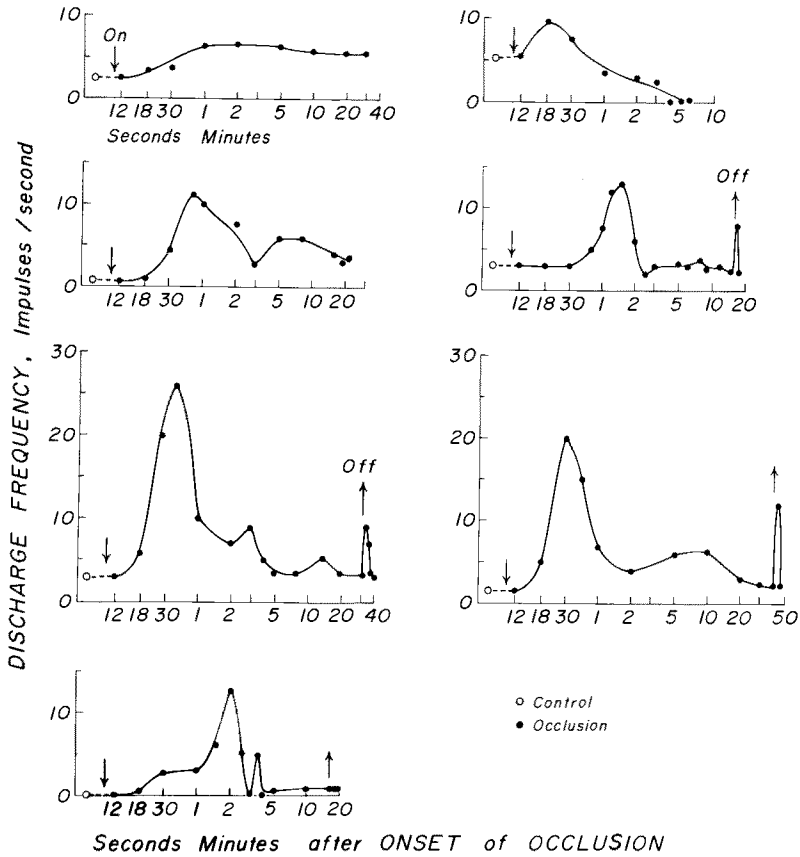 10
On
0
12 18 30 1 2 5 10 20 40
Seconds Minutes
10
0
12 18 30 1 2 5 10
10
0
12 18 30 1 2 5 10 20
10
Off
0
12 18 30 1 2 5 10 20
DISCHARGE FREQUENCY, Impulses/second
30
20
10
Off
0
12 18 30 1 2 5 10 20 40
30
20
10
0
12 18 30 1 2 5 10 20 50
10
0
12 18 30 1 2 5 10 20
Control
Occlusion
Seconds Minutes after ONSET of OCCLUSION